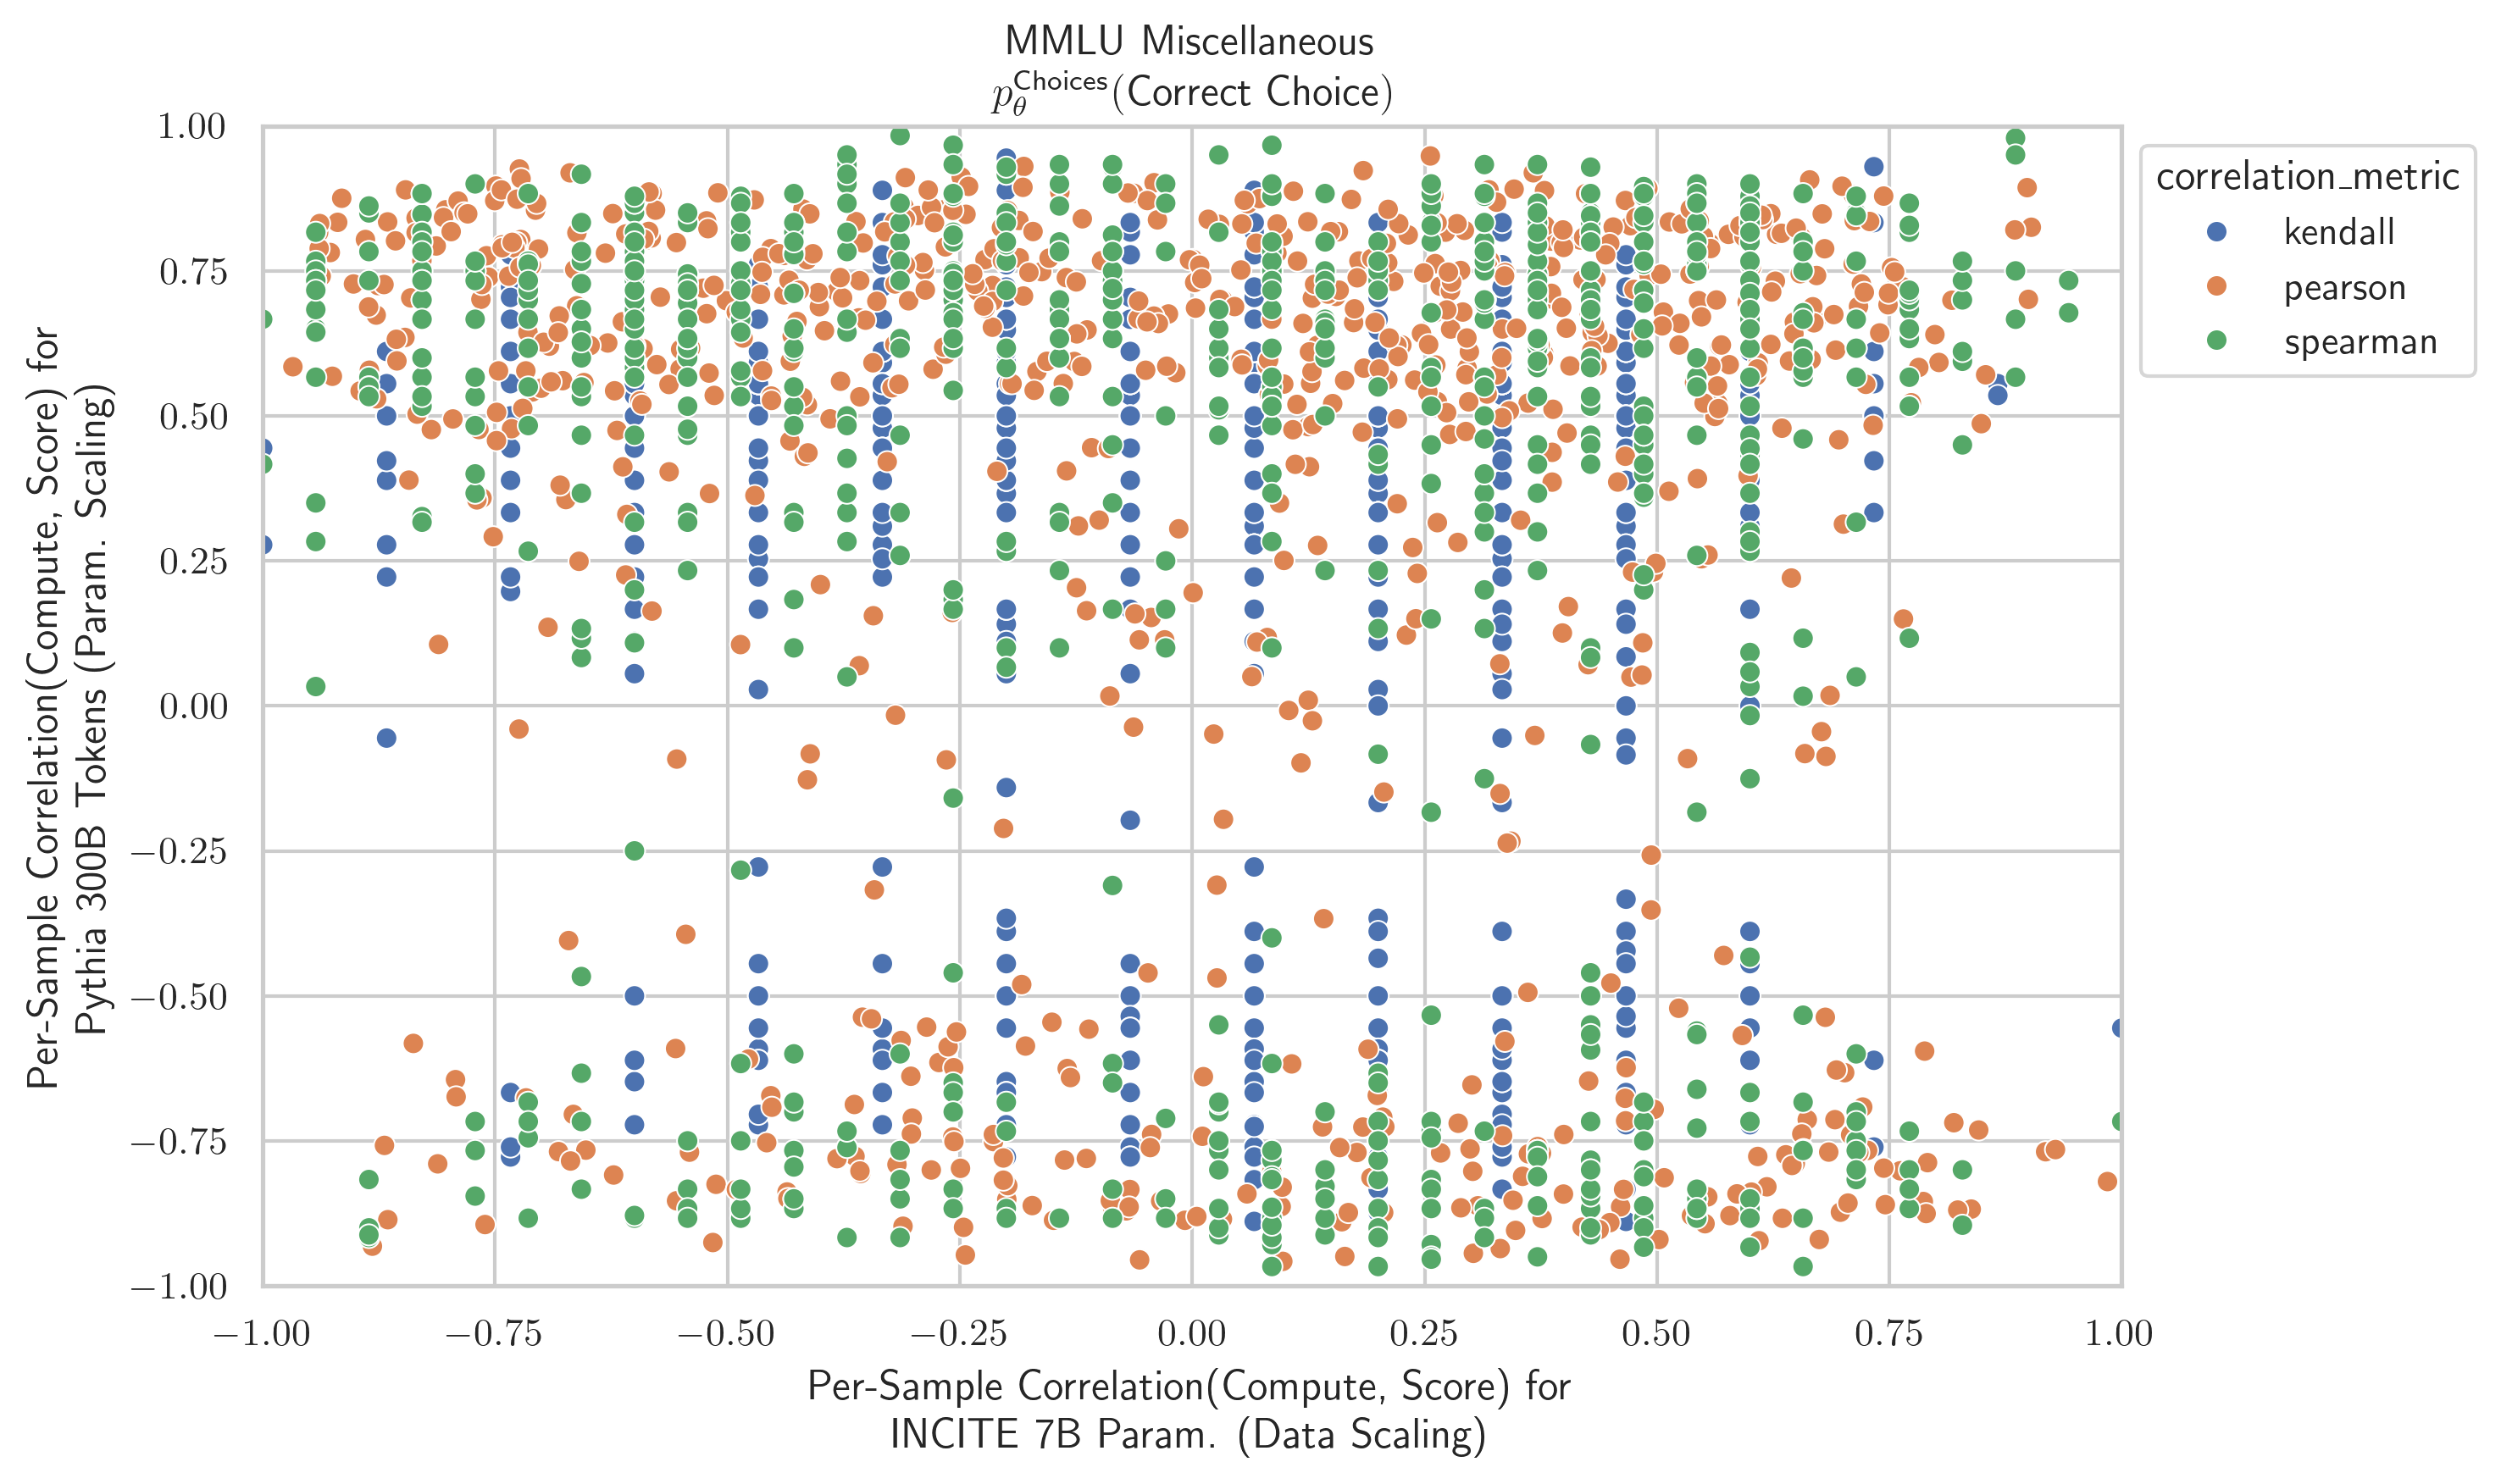 MMLU Miscellaneous
p_θ^Choices(Correct Choice)
correlation_metric
kendall
pearson
spearman
Per-Sample Correlation(Compute, Score) for
Pythia 300B Tokens (Param. Scaling)
1.00
0.75
0.50
0.25
0.00
−0.25
−0.50
−0.75
−1.00
−1.00 −0.75 −0.50 −0.25 0.00 0.25 0.50 0.75 1.00
Per-Sample Correlation(Compute, Score) for
INCITE 7B Param. (Data Scaling)